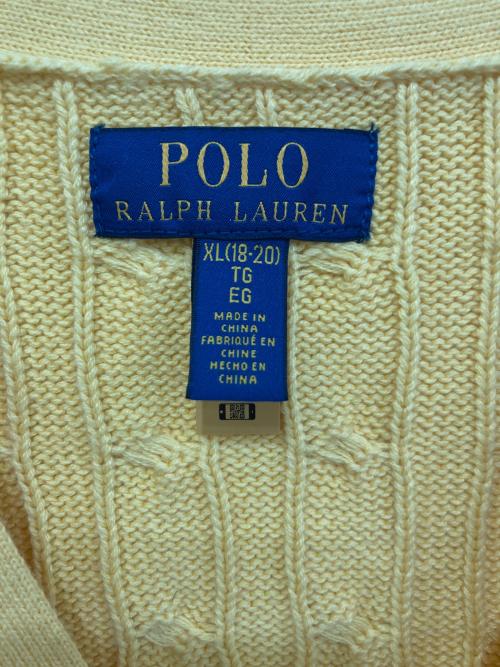 POLO
RALPH LAUREN
XL(18-20)
TG
EG
MADE IN
CHINA
FABRIQUÉ EN
CHINE
HECHO EN
CHINA